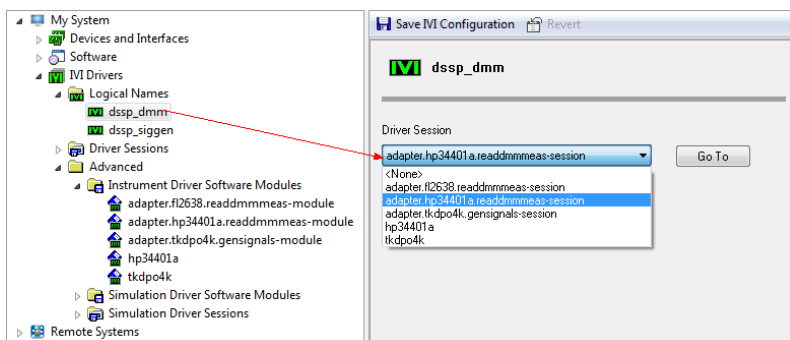 My System
Devices and Interfaces
Software
IVI Drivers
Logical Names
dssp_dmm
dssp_siggen
Driver Sessions
Advanced
Instrument Driver Software Modules
adapter.fl2638.readdmmmeas-module
adapter.hp34401a.readdmmmeas-module
adapter.tkdpo4k.gensignals-module
hp34401a
tkdpo4k
Simulation Driver Software Modules
Simulation Driver Sessions
Remote Systems
Save IVI Configuration Revert
IVI dssp_dmm
Driver Session
adapter.hp34401a.readdmmmeas-session Go To
<None>
adapter.fl2638.readdmmmeas-session
adapter.hp34401a.readdmmmeas-session
adapter.tkdpo4k.gensignals-session
hp34401a
tkdpo4k